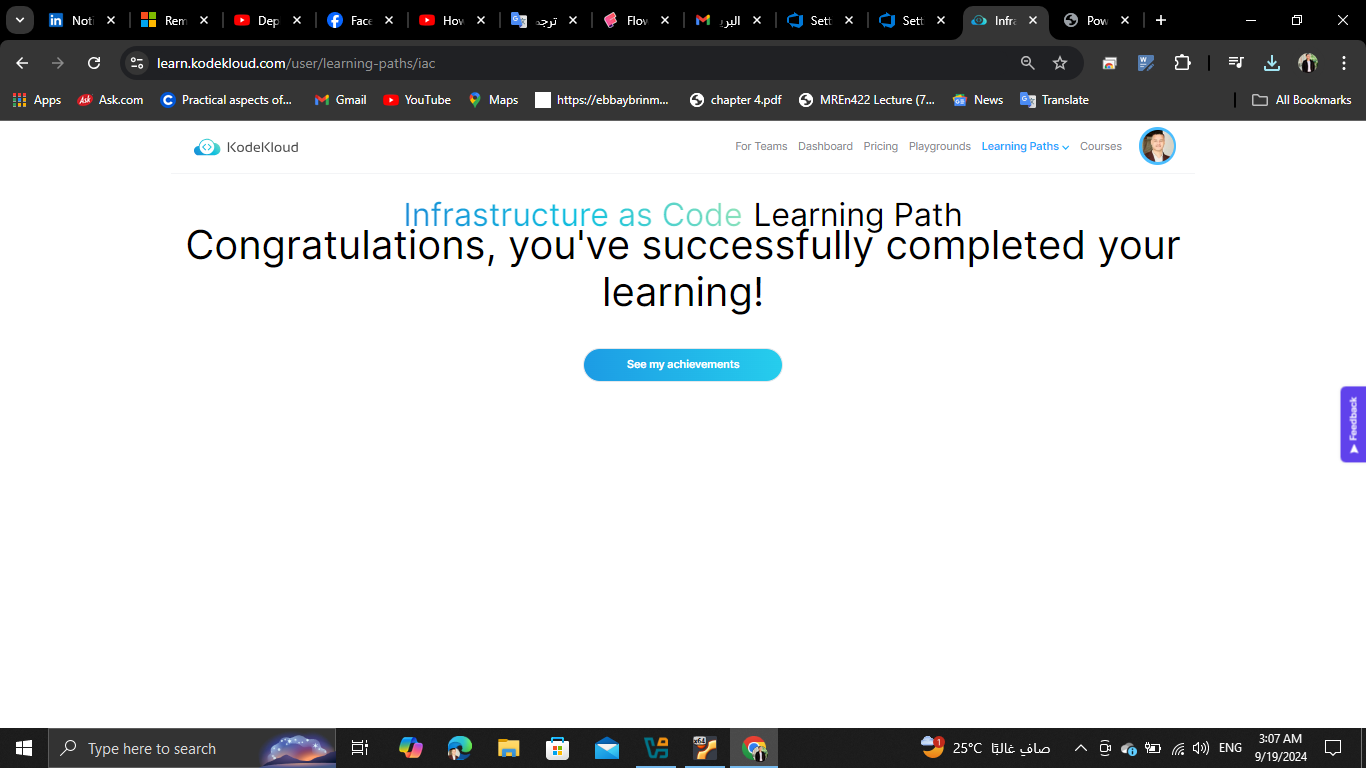 Noti
Rem
Dep
Face
How
ترجم
Flow
البري
Sett
Sett
Infra
Pow
learn.kodekloud.com/user/learning-paths/iac
Apps
Ask.com
Practical aspects of...
Gmail
YouTube
Maps
https://ebbaybrinm...
chapter 4.pdf
MREn422 Lecture (7...
News
Translate
All Bookmarks
KodeKloud
For Teams
Dashboard
Pricing
Playgrounds
Learning Paths
Courses
Infrastructure as Code Learning Path
Congratulations, you've successfully completed your
learning!
See my achievements
Feedback
Type here to search
25°C صافٍ غالبًا
ENG
3:07 AM
9/19/2024